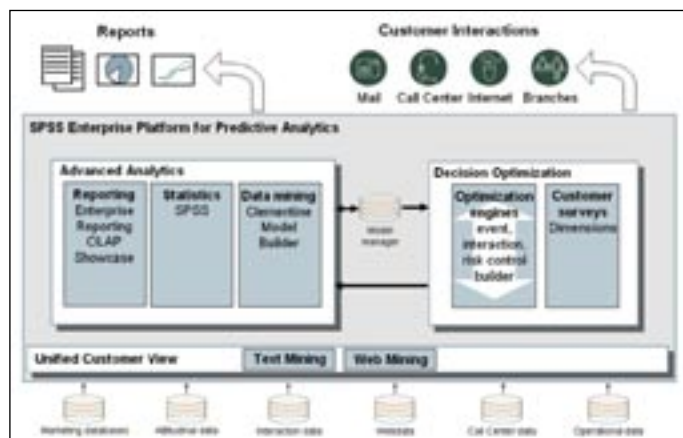 Reports
Customer Interactions
Mail
Call Center
Internet
Branches
SPSS Enterprise Platform for Predictive Analytics
Advanced Analytics
Reporting
Enterprise
Reporting
OLAP
Showcase
Statistics
SPSS
Data mining
Clementine
Model
Builder
Model
manager
Decision Optimization
Optimization
engines
event,
interaction,
risk control
builder
Customer
surveys
Dimensions
Unified Customer View
Text Mining
Web Mining
Marketing databases
Attitudinal data
Interaction data
Webdata
Call Center data
Operational data